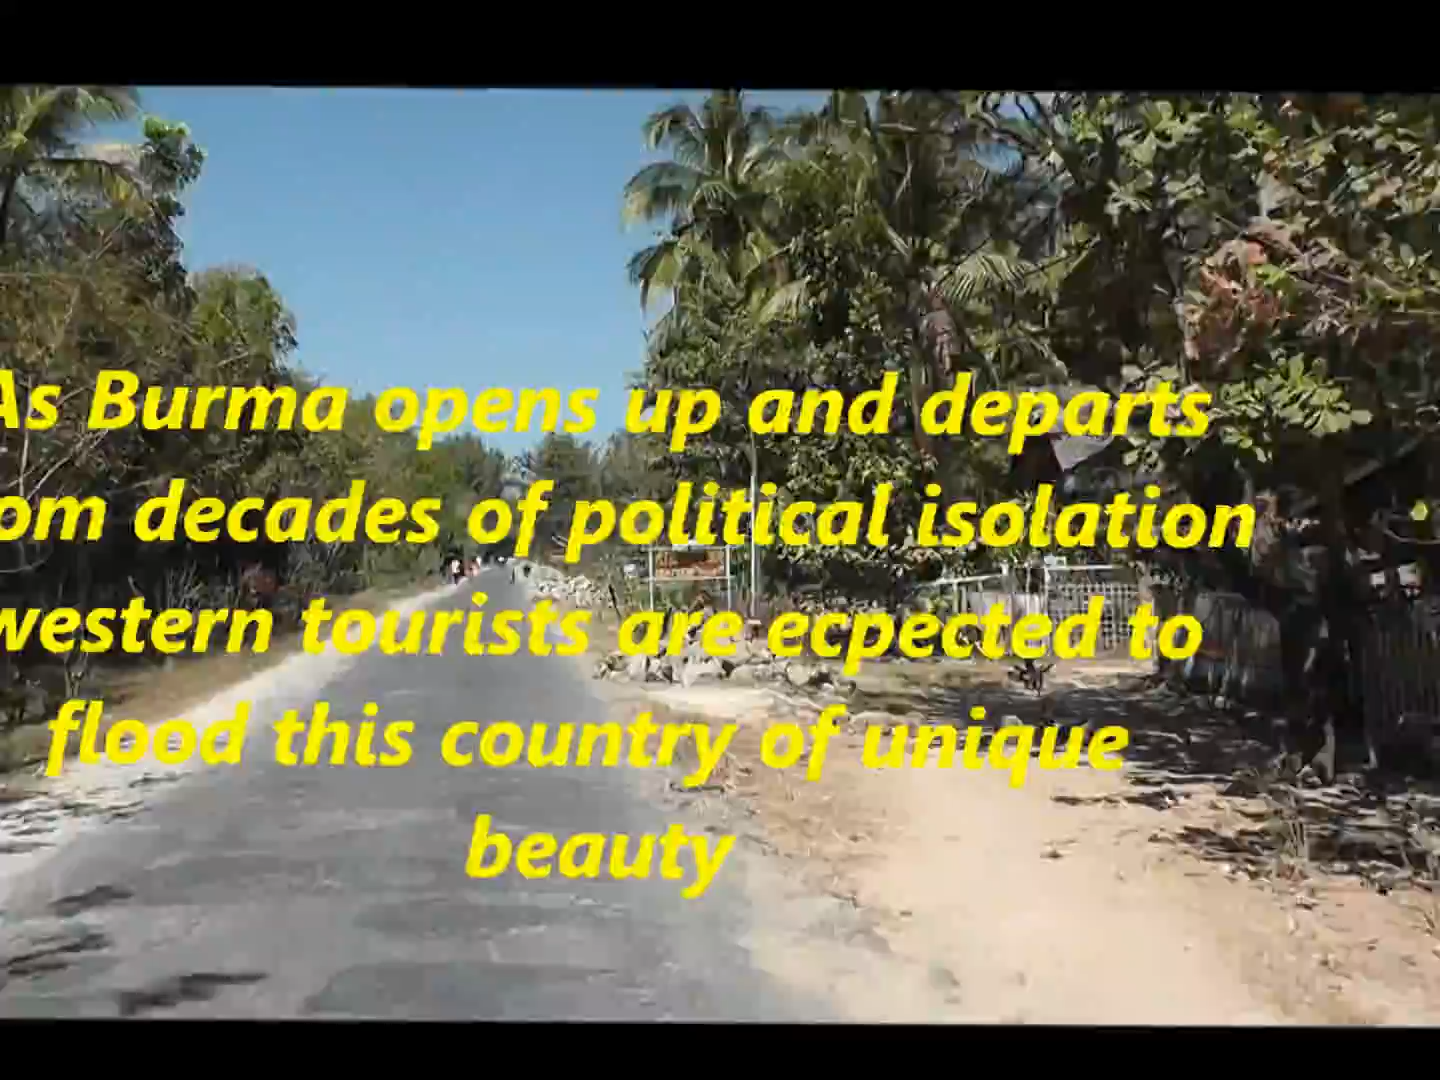 As Burma opens up and departs
om decades of political isolation
western tourists are ecpected to
flood this country of unique
beauty